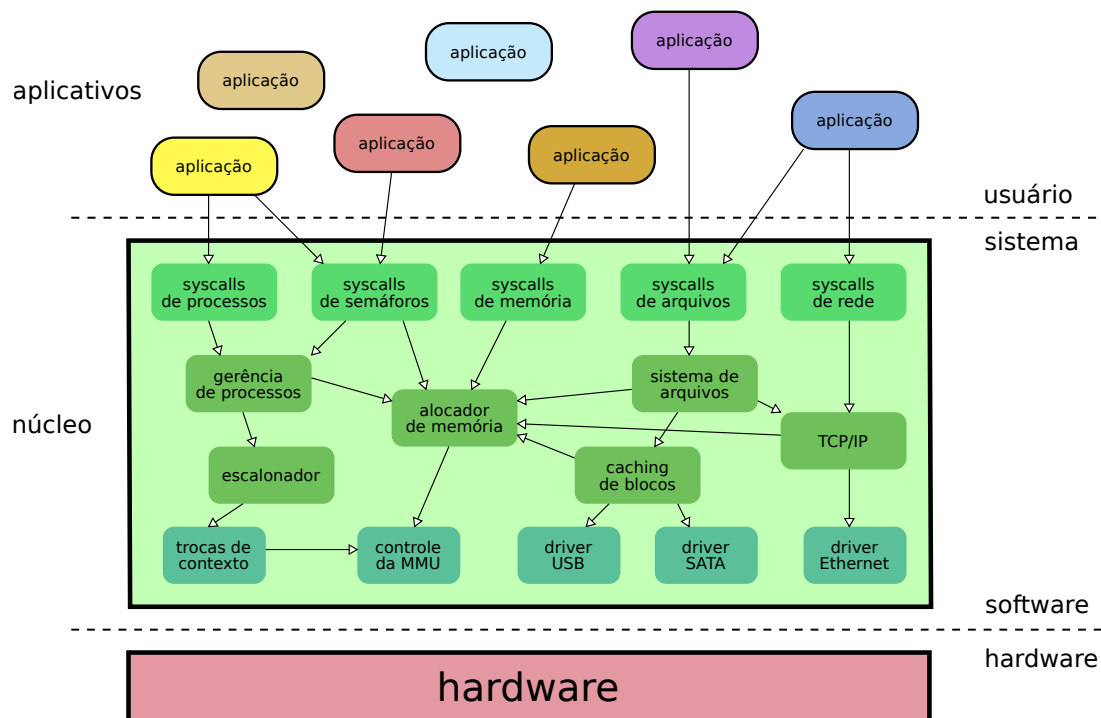 aplicação
aplicação
aplicação
aplicativos
aplicação
aplicação
aplicação
aplicação
usuário
sistema
syscalls
de processos
syscalls
de semáforos
syscalls
de memória
syscalls
de arquivos
syscalls
de rede
gerência
de processos
sistema de
arquivos
alocador
de memória
núcleo
TCP/IP
escalonador
caching
de blocos
trocas de
contexto
controle
da MMU
driver
USB
driver
SATA
driver
Ethernet
software
hardware
hardware